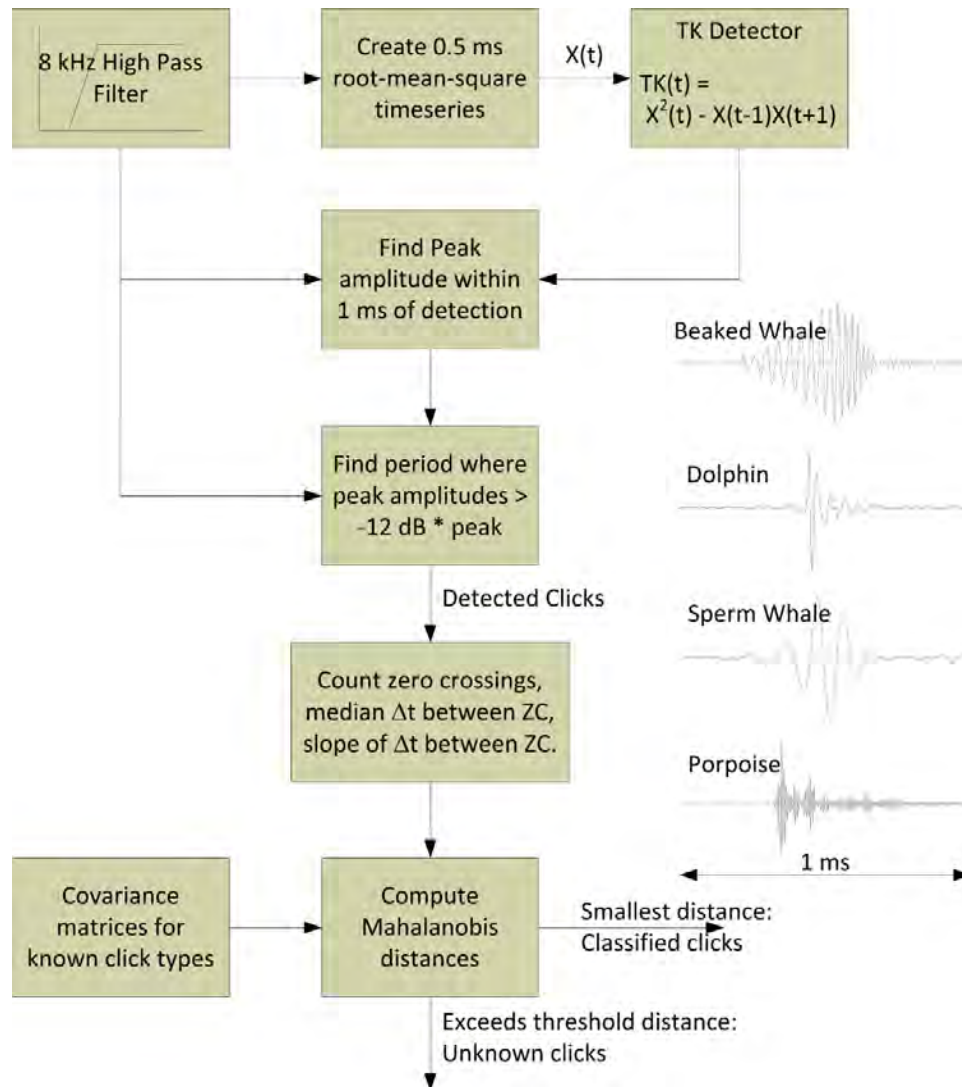 8 kHz High Pass
Filter
Create 0.5 ms
root-mean-square
timeseries
X(t)
TK Detector
TK(t) =
X²(t) - X(t-1)X(t+1)
Find Peak
amplitude within
1 ms of detection
Find period where
peak amplitudes >
-12 dB * peak
Detected Clicks
Count zero crossings,
median Δt between ZC,
slope of Δt between ZC.
Covariance
matrices for
known click types
Compute
Mahalanobis
distances
Smallest distance:
Classified clicks
Exceeds threshold distance:
Unknown clicks
Beaked Whale
Dolphin
Sperm Whale
Porpoise
1 ms